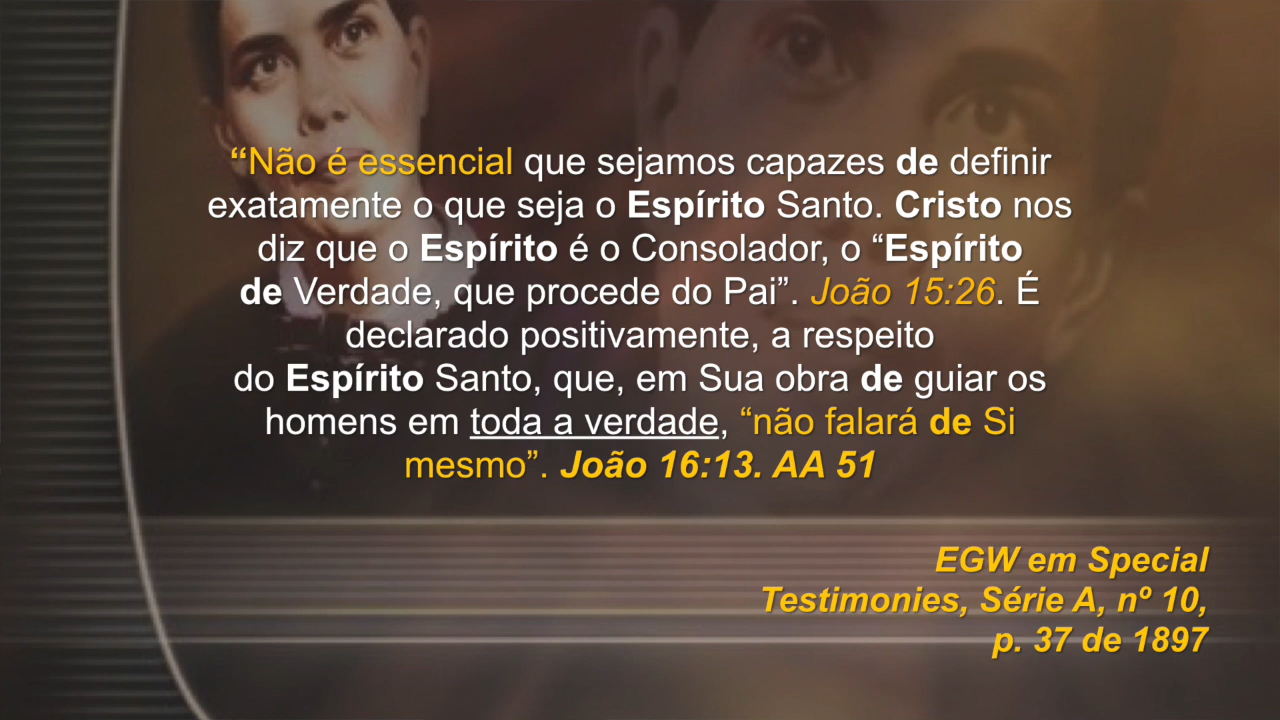 “Não é essencial que sejamos capazes de definir
exatamente o que seja o Espírito Santo. Cristo nos
diz que o Espírito é o Consolador, o “Espírito
de Verdade, que procede do Pai”. João 15:26. É
declarado positivamente, a respeito
do Espírito Santo, que, em Sua obra de guiar os
homens em toda a verdade, “não falará de Si
mesmo”. João 16:13. AA 51
EGW em Special
Testimonies, Série A, nº 10,
p. 37 de 1897